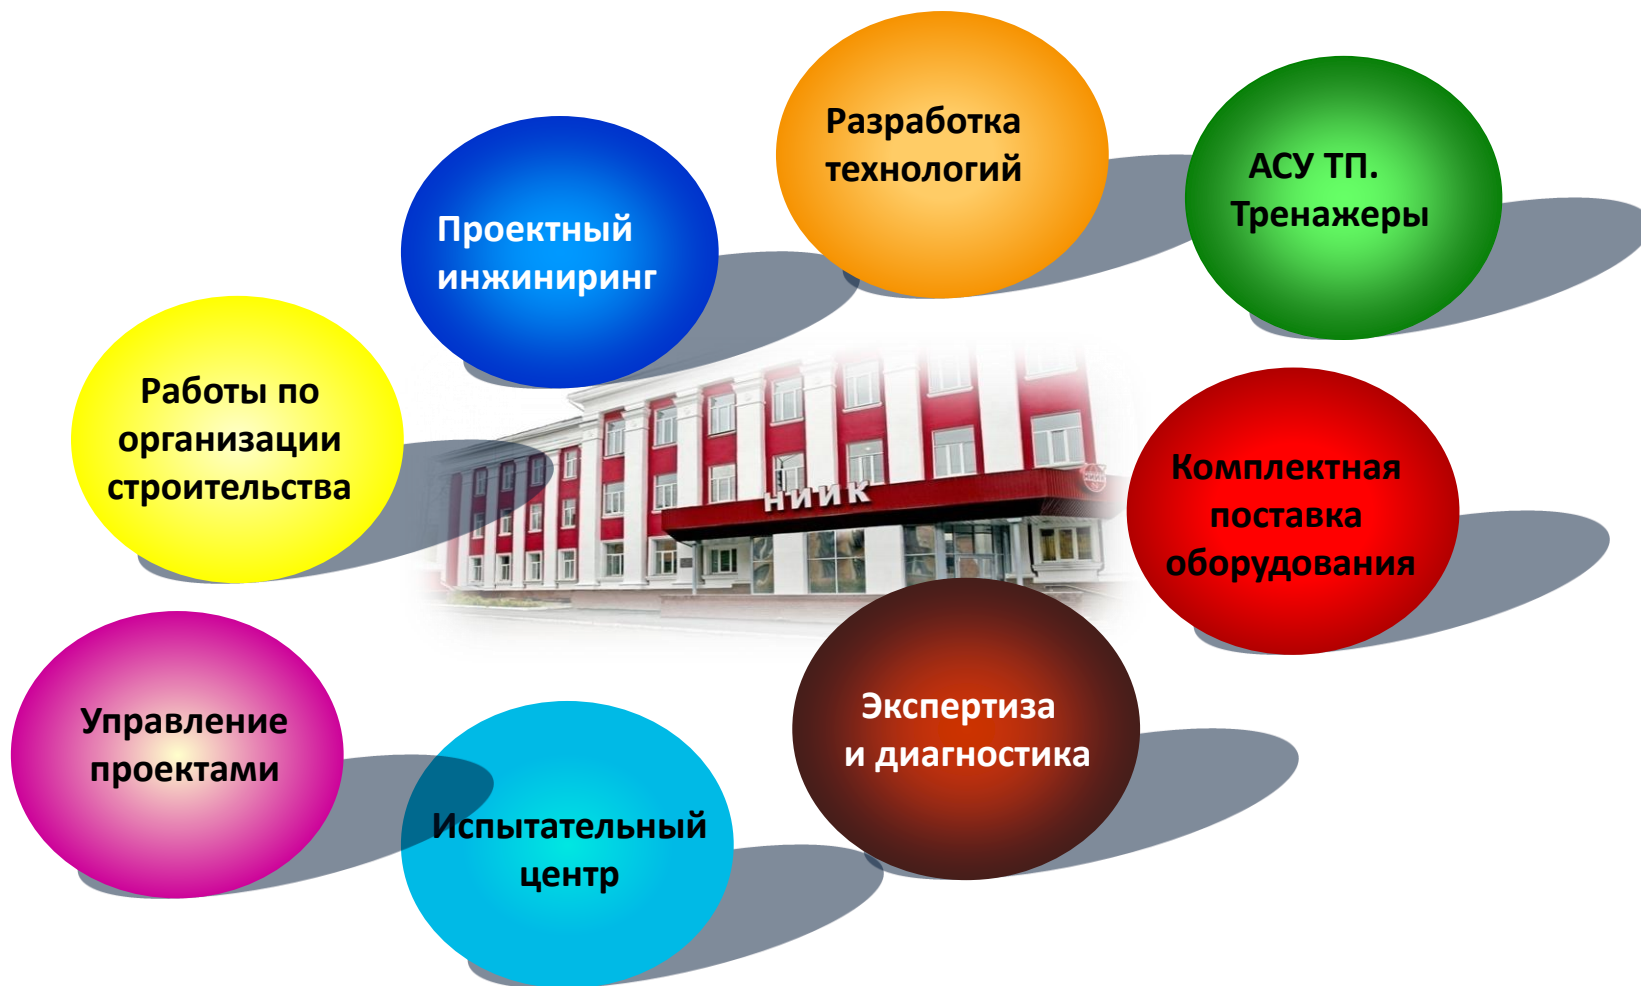 Разработка
технологий
АСУ ТП.
Тренажеры
Проектный
инжиниринг
Работы по
организации
строительства
НИИК
Комплектная
поставка
оборудования
Управление
проектами
Экспертиза
и диагностика
Испытательный
центр